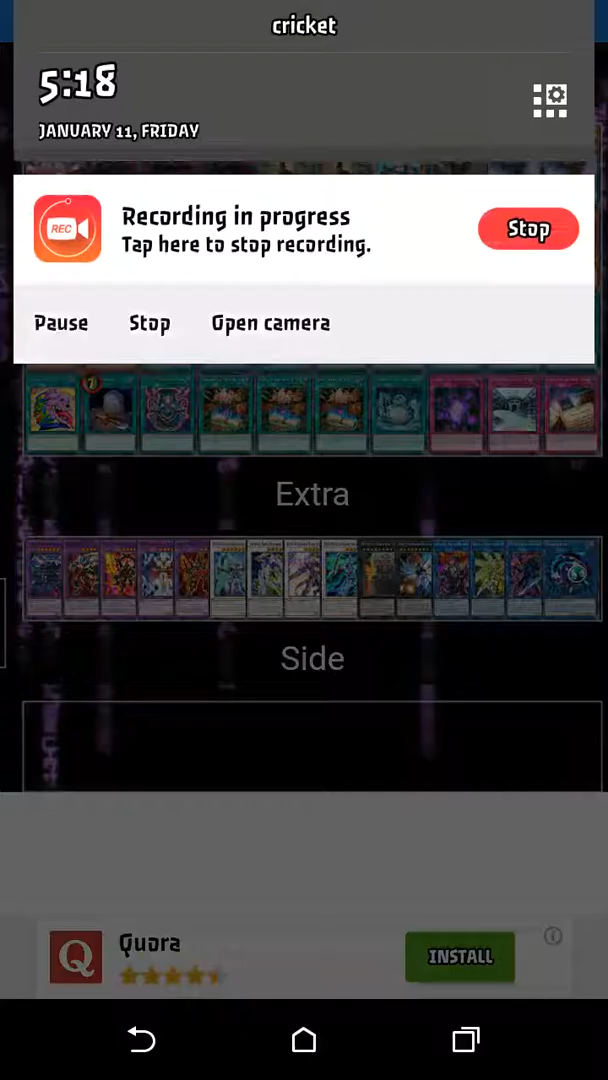 cricket
5:18
JANUARY 11, FRIDAY
REC
Recording in progress
Tap here to stop recording.
Stop
Pause Stop Open camera
Extra
Side
Q
Quora
INSTALL